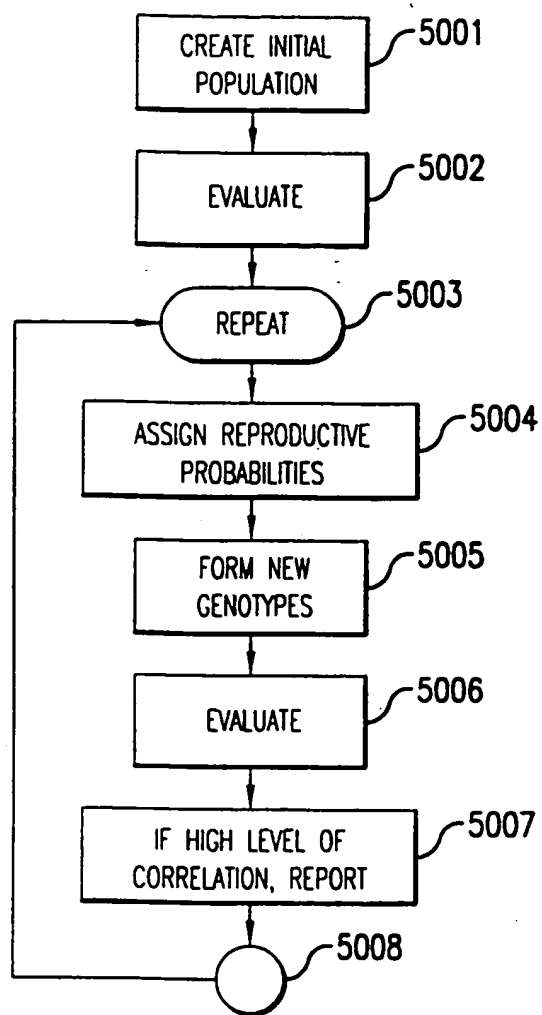 CREATE INITIAL
POPULATION
5001
EVALUATE
5002
REPEAT
5003
ASSIGN REPRODUCTIVE
PROBABILITIES
5004
FORM NEW
GENOTYPES
5005
EVALUATE
5006
IF HIGH LEVEL OF
CORRELATION, REPORT
5007
5008